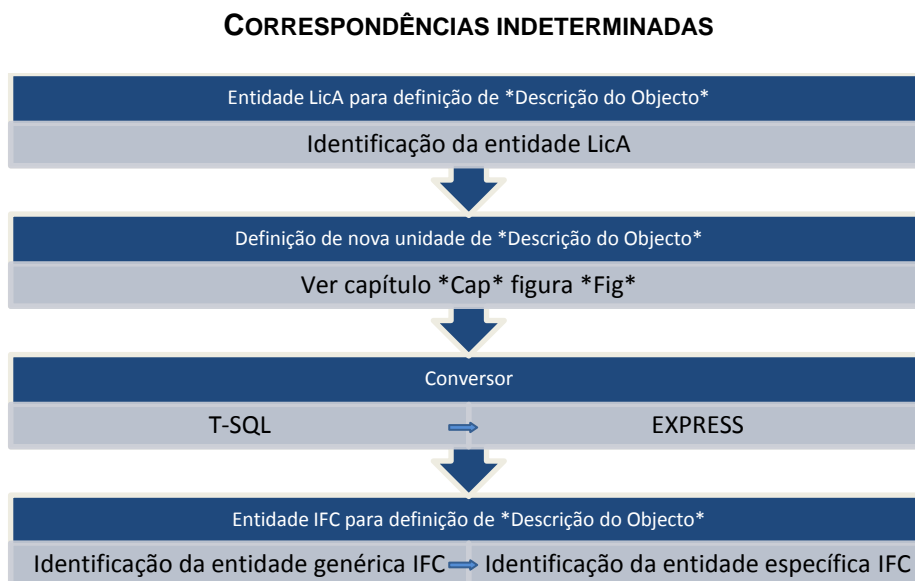 CORRESPONDÊNCIAS INDETERMINADAS
Entidade LicA para definição de *Descrição do Objecto*
Identificação da entidade LicA
Definição de nova unidade de *Descrição do Objecto*
Ver capítulo *Cap* figura *Fig*
Conversor
T-SQL EXPRESS
Entidade IFC para definição de *Descrição do Objecto*
Identificação da entidade genérica IFC Identificação da entidade específica IFC